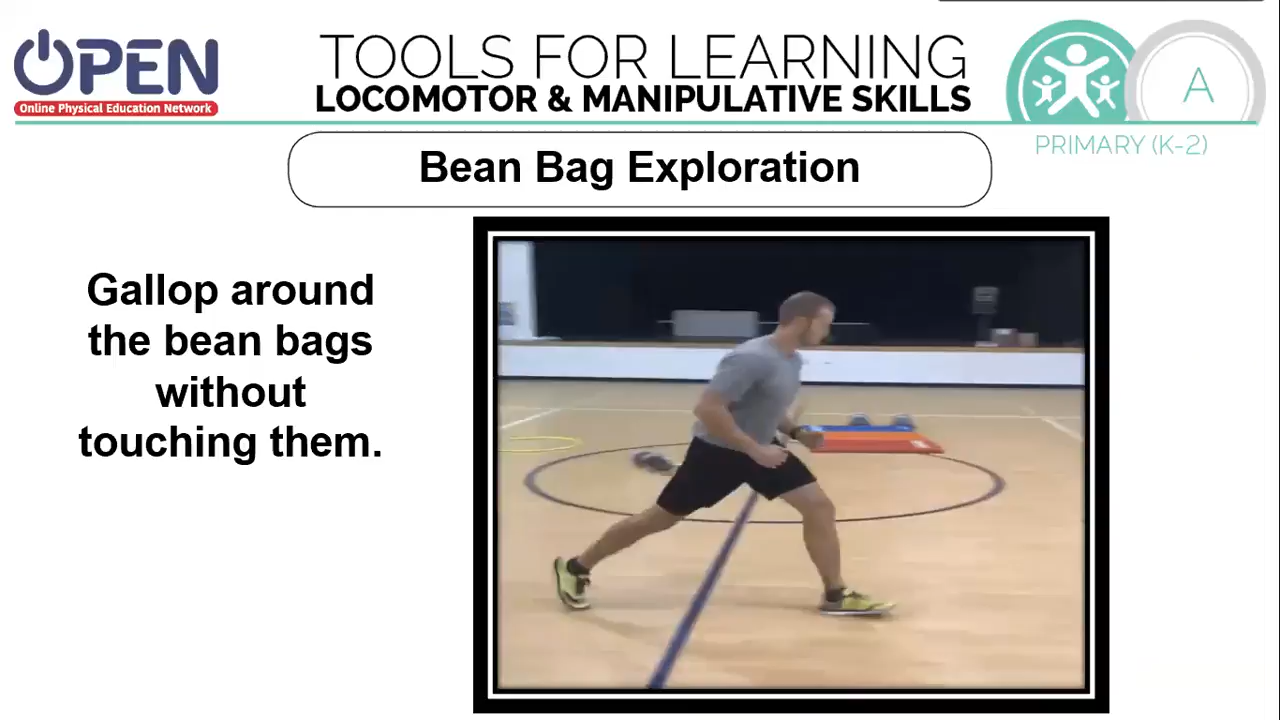 OPEN
Online Physical Education Network
TOOLS FOR LEARNING
LOCOMOTOR & MANIPULATIVE SKILLS
A
PRIMARY (K-2)
Bean Bag Exploration
Gallop around
the bean bags
without
touching them.